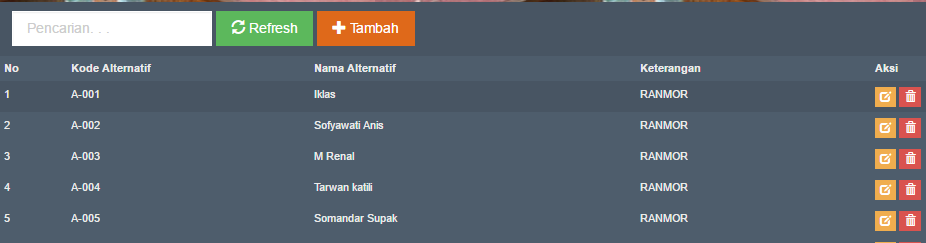 Pencarian. . . Refresh Tambah
No Kode Alternatif Nama Alternatif Keterangan Aksi
1 A-001 Iklas RANMOR
2 A-002 Sofyawati Anis RANMOR
3 A-003 M Renal RANMOR
4 A-004 Tarwan katili RANMOR
5 A-005 Somandar Supak RANMOR